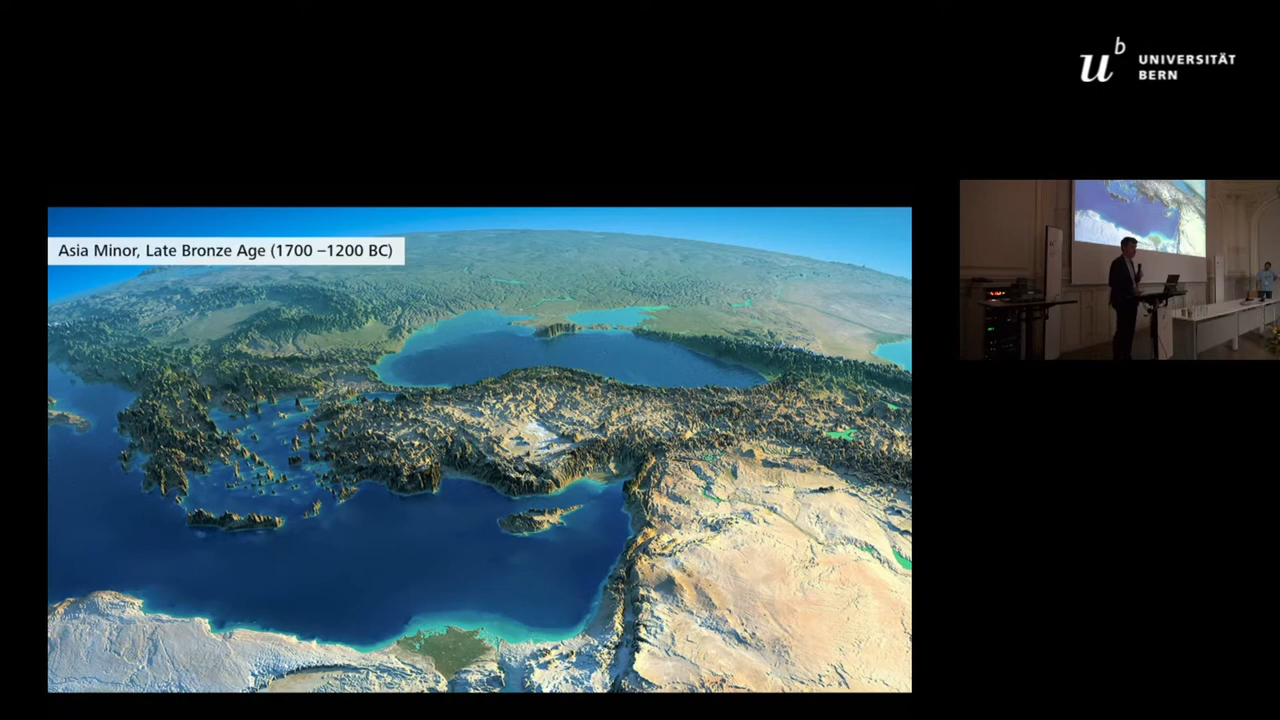 u^b
UNIVERSITÄT
BERN
Asia Minor, Late Bronze Age (1700 –1200 BC)